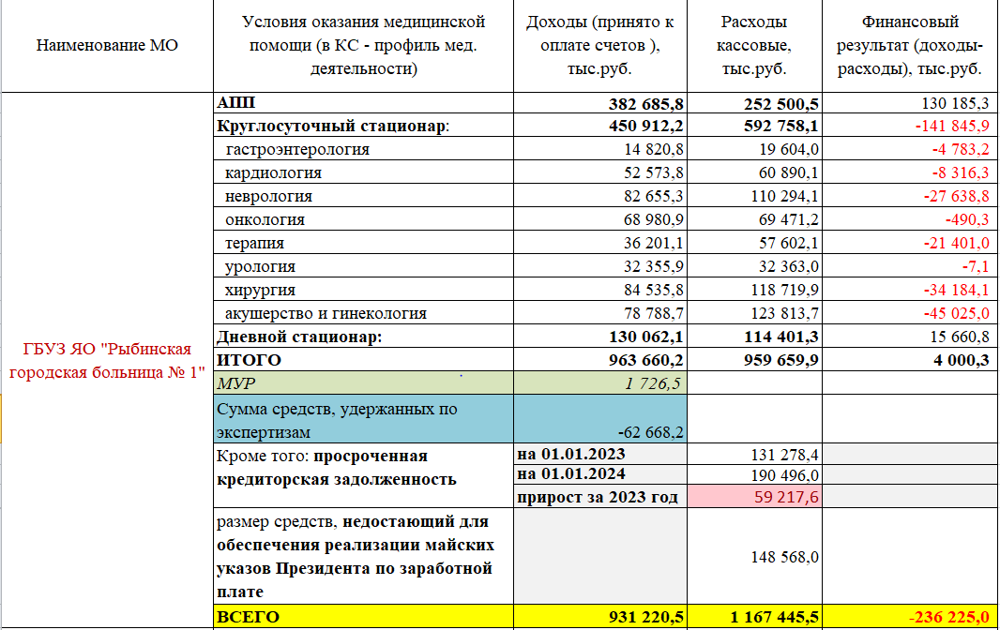 Наименование МО
Условия оказания медицинской
помощи (в КС - профиль мед.
деятельности)
Доходы (принято к
оплате счетов ),
тыс.руб.
Расходы
кассовые,
тыс.руб.
Финансовый
результат (доходы-
расходы), тыс.руб.
ГБУЗ ЯО "Рыбинская
городская больница № 1"
АПП 382 685,8 252 500,5 130 185,3
Круглосуточный стационар: 450 912,2 592 758,1 -141 845,9
гастроэнтерология 14 820,8 19 604,0 -4 783,2
кардиология 52 573,8 60 890,1 -8 316,3
неврология 82 655,3 110 294,1 -27 638,8
онкология 68 980,9 69 471,2 -490,3
терапия 36 201,1 57 602,1 -21 401,0
урология 32 355,9 32 363,0 -7,1
хирургия 84 535,8 118 719,9 -34 184,1
акушерство и гинекология 78 788,7 123 813,7 -45 025,0
Дневной стационар: 130 062,1 114 401,3 15 660,8
ИТОГО 963 660,2 959 659,9 4 000,3
МУР 1 726,5
Сумма средств, удержанных по
экспертизам -62 668,2
Кроме того: просроченная
кредиторская задолженность
на 01.01.2023 131 278,4
на 01.01.2024 190 496,0
прирост за 2023 год 59 217,6
размер средств, недостающий для
обеспечения реализации майских
указов Президента по заработной
плате
148 568,0
ВСЕГО 931 220,5 1 167 445,5 -236 225,0